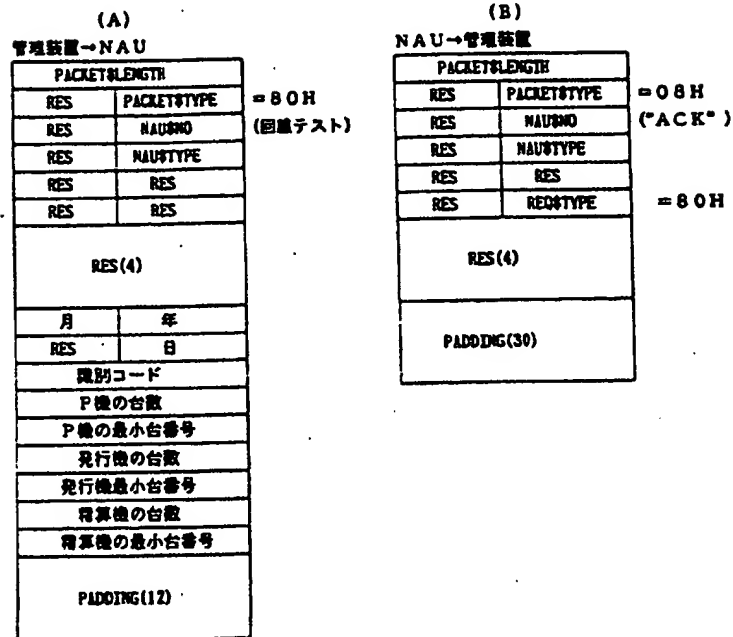 (A)
管理装置→NAU
PACKET$LENGTH
RES PACKET$TYPE =80H
RES NAU$NO (回線テスト)
RES NAU$TYPE
RES RES
RES RES
RES(4)
月 年
RES 日
識別コード
P機の台数
P機の最小台番号
発行機の台数
発行機最小台番号
精算機の台数
精算機の最小台番号
PADDING(12)
(B)
NAU→管理装置
PACKET$LENGTH
RES PACKET$TYPE =08H
RES NAU$NO ("ACK")
RES NAU$TYPE
RES RES
RES REQ$TYPE =80H
RES(4)
PADDING(30)